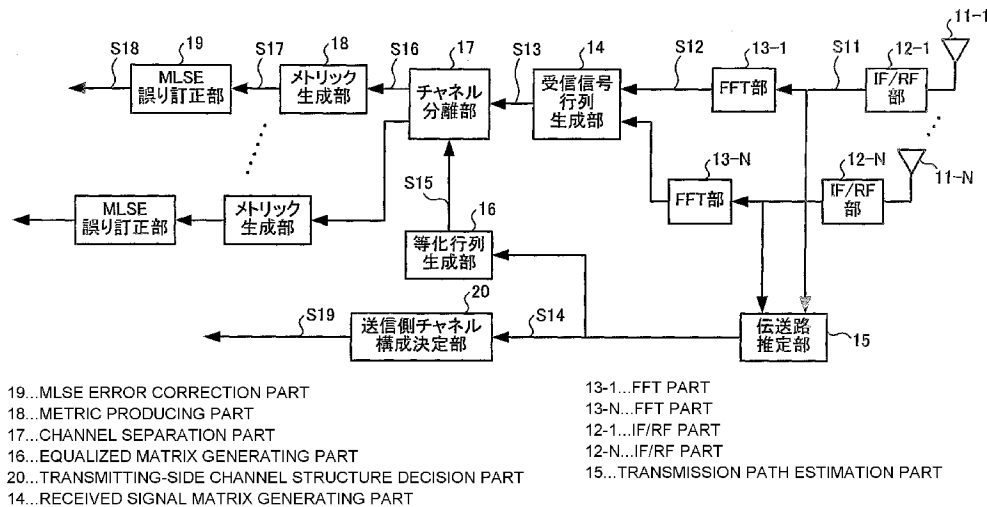 11-1
S18
19
S17
18
S16
17
S13
14
S12
13-1
S11
12-1
MLSE
誤り訂正部
メトリック
生成部
チャネル
分離部
受信信号
行列
生成部
FFT部
IF/RF
部
13-N
12-N
11-N
MLSE
誤り訂正部
メトリック
生成部
S15
16
FFT部
IF/RF
部
等化行列
生成部
20
S19
送信側チャネル
構成決定部
S14
伝送路
推定部
15
19...MLSE ERROR CORRECTION PART
18...METRIC PRODUCING PART
17...CHANNEL SEPARATION PART
16...EQUALIZED MATRIX GENERATING PART
20...TRANSMITTING-SIDE CHANNEL STRUCTURE DECISION PART
14...RECEIVED SIGNAL MATRIX GENERATING PART
13-1...FFT PART
13-N...FFT PART
12-1...IF/RF PART
12-N...IF/RF PART
15...TRANSMISSION PATH ESTIMATION PART